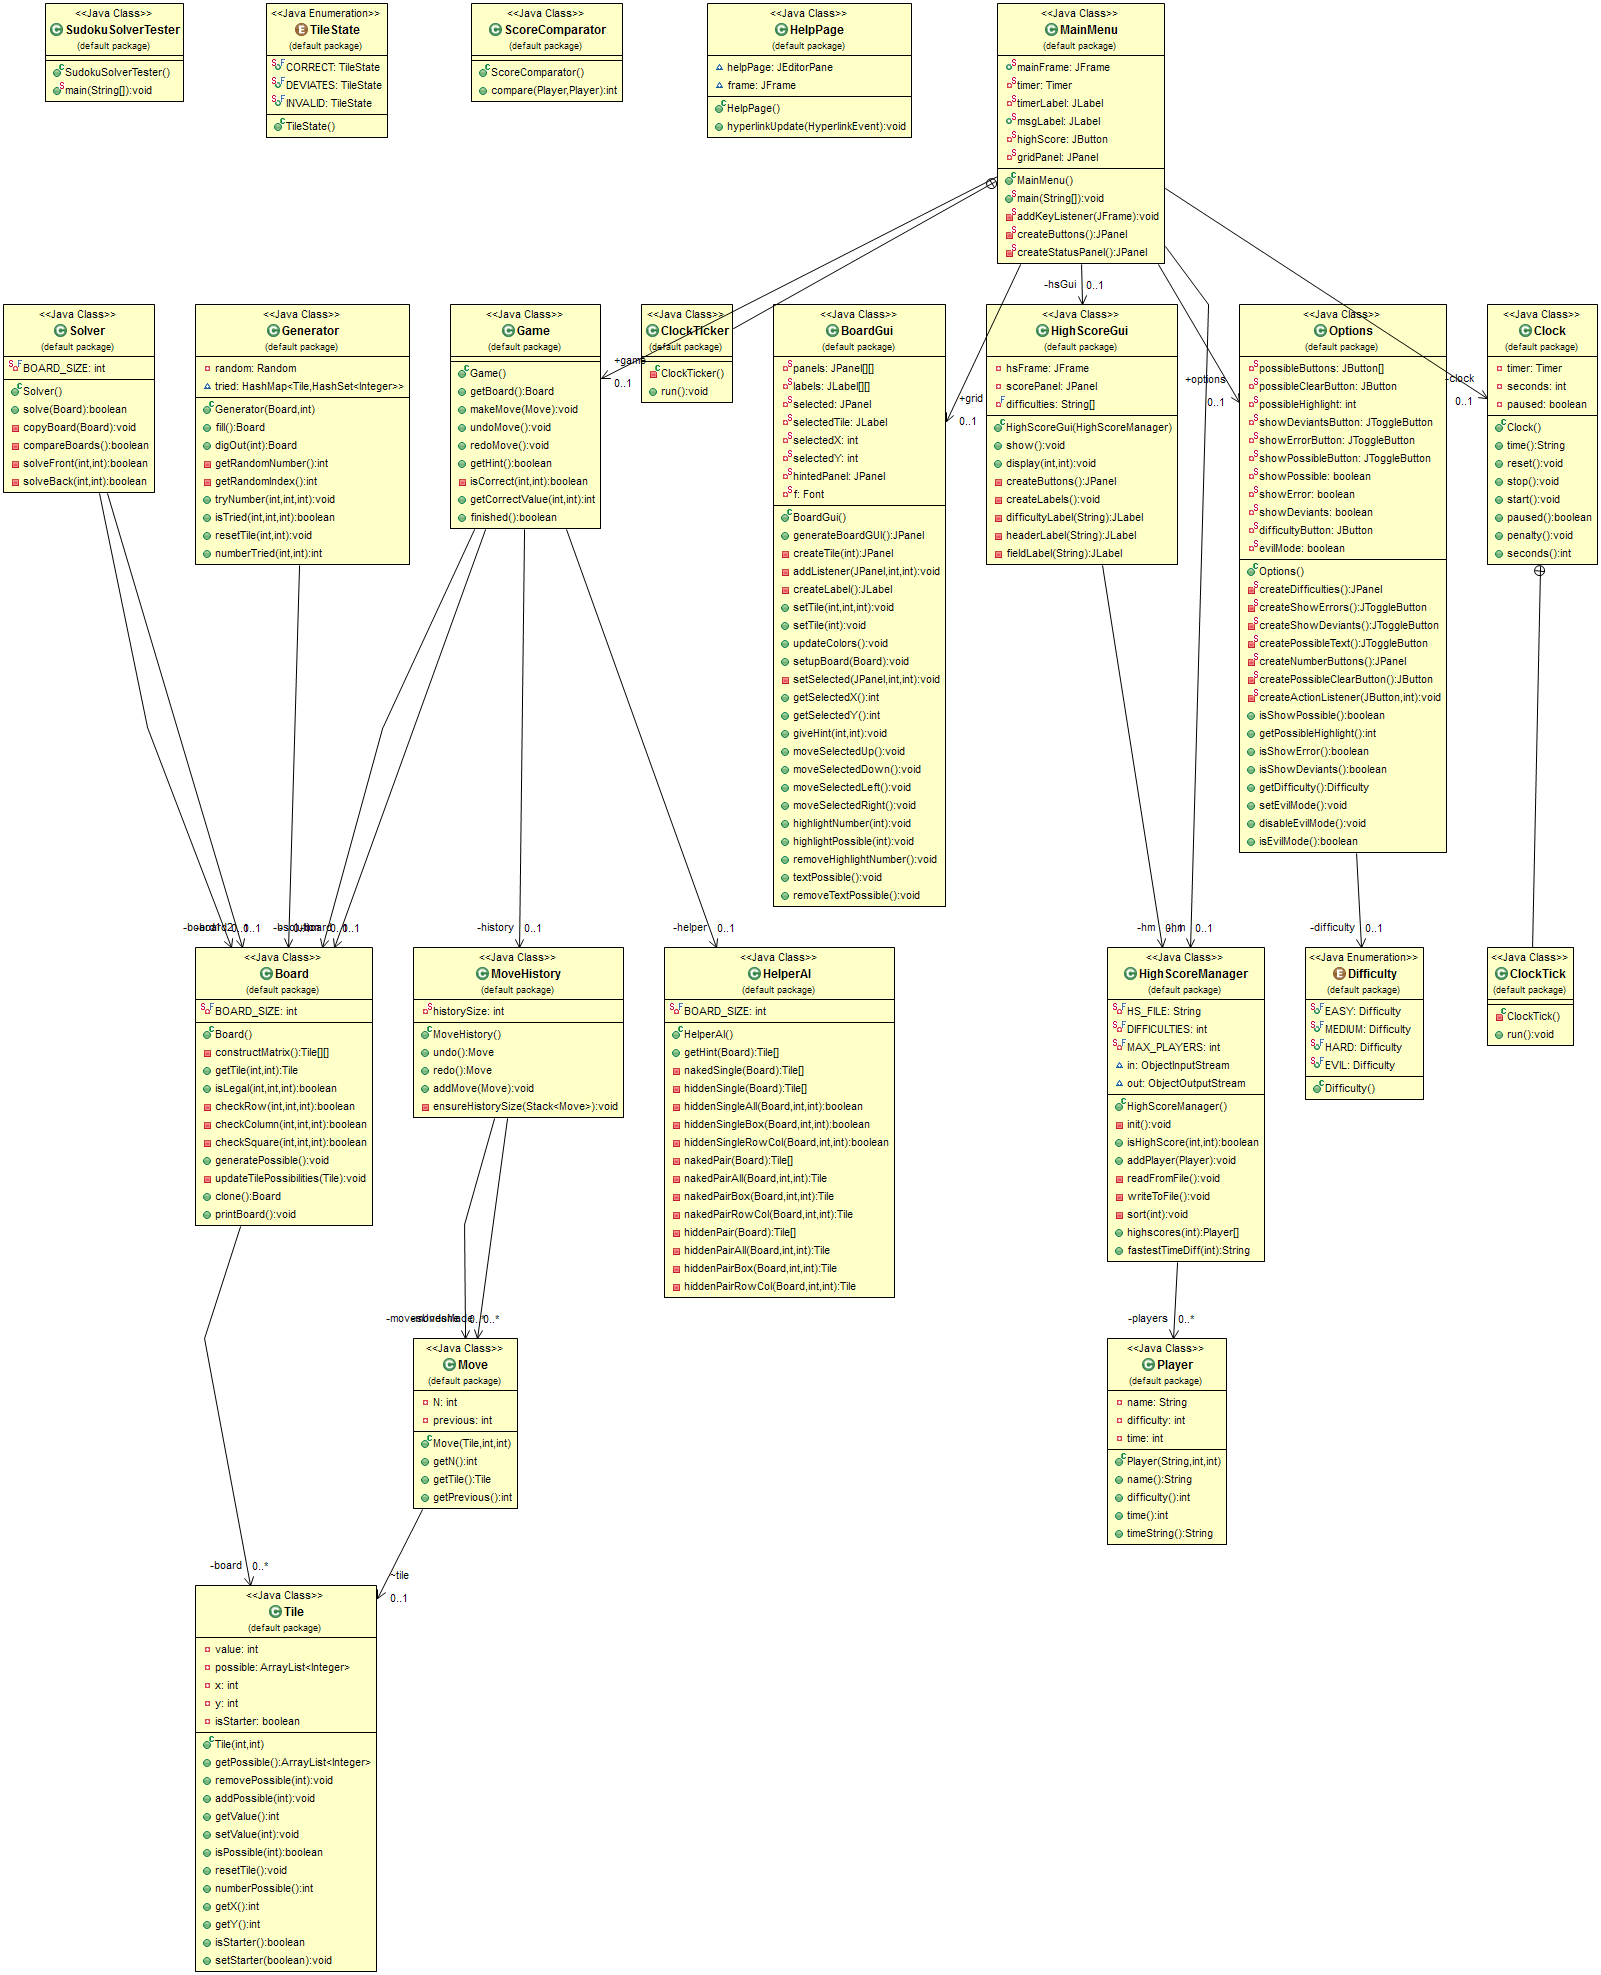 <<Java Class>>
SudokuSolverTester
(default package)
SudokuSolverTester()
main(String[]):void
<<Java Enumeration>>
TileState
(default package)
CORRECT: TileState
DEVIATES: TileState
INVALID: TileState
TileState()
<<Java Class>>
ScoreComparator
(default package)
ScoreComparator()
compare(Player,Player):int
<<Java Class>>
HelpPage
(default package)
helpPage: JEditorPane
frame: JFrame
HelpPage()
hyperlinkUpdate(HyperlinkEvent):void
<<Java Class>>
MainMenu
(default package)
mainFrame: JFrame
timer: Timer
timerLabel: JLabel
msgLabel: JLabel
highScore: JButton
gridPanel: JPanel
MainMenu()
main(String[]):void
addKeyListener(JFrame):void
createButtons():JPanel
createStatusPanel():JPanel
-hsGui
0..1
<<Java Class>>
Solver
(default package)
BOARD_SIZE: int
Solver()
solve(Board):boolean
copyBoard(Board):void
compareBoards():boolean
solveFront(int,int):boolean
solveBack(int,int):boolean
<<Java Class>>
Generator
(default package)
random: Random
tried: HashMap<Tile,HashSet<Integer>>
Generator(Board,int)
fill():Board
digOut(int):Board
getRandomNumber():int
getRandomIndex():int
tryNumber(int,int,int):void
isTried(int,int,int):boolean
resetTile(int,int):void
numberTried(int,int):int
<<Java Class>>
Game
(default package)
Game()
getBoard():Board
makeMove(Move):void
undoMove():void
redoMove():void
getHint():boolean
isCorrect(int,int):boolean
getCorrectValue(int,int):int
finished():boolean
+game
0..1
<<Java Class>>
ClockTicker
(default package)
ClockTicker()
run():void
<<Java Class>>
BoardGui
(default package)
panels: JPanel[][]
labels: JLabel[][]
selected: JPanel
selectedTile: JLabel
selectedX: int
selectedY: int
hintedPanel: JPanel
f: Font
BoardGui()
generateBoardGUI():JPanel
createTile(int):JPanel
addListener(JPanel,int,int):void
createLabel():JLabel
setTile(int,int,int):void
setTile(int):void
updateColors():void
setupBoard(Board):void
setSelected(JPanel,int,int):void
getSelectedX():int
getSelectedY():int
giveHint(int,int):void
moveSelectedUp():void
moveSelectedDown():void
moveSelectedLeft():void
moveSelectedRight():void
highlightNumber(int):void
highlightPossible(int):void
removeHighlightNumber():void
textPossible():void
removeTextPossible():void
+grid
0..1
<<Java Class>>
HighScoreGui
(default package)
hsFrame: JFrame
scorePanel: JPanel
difficulties: String[]
HighScoreGui(HighScoreManager)
show():void
display(int,int):void
createButtons():JPanel
createLabels():void
difficultyLabel(String):JLabel
headerLabel(String):JLabel
fieldLabel(String):JLabel
+options
0..1
<<Java Class>>
Options
(default package)
possibleButtons: JButton[]
possibleClearButton: JButton
possibleHighlight: int
showDeviantsButton: JToggleButton
showErrorButton: JToggleButton
showPossibleButton: JToggleButton
showPossible: boolean
showError: boolean
showDeviants: boolean
difficultyButton: JButton
evilMode: boolean
Options()
createDifficulties():JPanel
createShowErrors():JToggleButton
createShowDeviants():JToggleButton
createPossibleText():JToggleButton
createNumberButtons():JPanel
createPossibleClearButton():JButton
createActionListener(JButton,int):void
isShowPossible():boolean
getPossibleHighlight():int
isShowError():boolean
isShowDeviants():boolean
getDifficulty():Difficulty
setEvilMode():void
disableEvilMode():void
isEvilMode():boolean
-clock
0..1
<<Java Class>>
Clock
(default package)
timer: Timer
seconds: int
paused: boolean
Clock()
time():String
reset():void
stop():void
start():void
paused():boolean
penalty():void
seconds():int
-history
0..1
-helper
0..1
-hm
0..1
-difficulty
0..1
<<Java Class>>
Board
(default package)
BOARD_SIZE: int
Board()
constructMatrix():Tile[][]
getTile(int,int):Tile
isLegal(int,int,int):boolean
checkRow(int,int,int):boolean
checkColumn(int,int,int):boolean
checkSquare(int,int,int):boolean
generatePossible():void
updateTilePossibilities(Tile):void
clone():Board
printBoard():void
<<Java Class>>
MoveHistory
(default package)
historySize: int
MoveHistory()
undo():Move
redo():Move
addMove(Move):void
ensureHistorySize(Stack<Move>):void
<<Java Class>>
HelperAI
(default package)
BOARD_SIZE: int
HelperAI()
getHint(Board):Tile[]
nakedSingle(Board):Tile[]
hiddenSingle(Board):Tile[]
hiddenSingleAll(Board,int,int):boolean
hiddenSingleBox(Board,int,int):boolean
hiddenSingleRowCol(Board,int,int):boolean
nakedPair(Board):Tile[]
nakedPairAll(Board,int,int):Tile
nakedPairBox(Board,int,int):Tile
nakedPairRowCol(Board,int,int):Tile
hiddenPair(Board):Tile[]
hiddenPairAll(Board,int,int):Tile
hiddenPairBox(Board,int,int):Tile
hiddenPairRowCol(Board,int,int):Tile
<<Java Class>>
HighScoreManager
(default package)
HS_FILE: String
DIFFICULTIES: int
MAX_PLAYERS: int
in: ObjectInputStream
out: ObjectOutputStream
HighScoreManager()
init():void
isHighScore(int,int):boolean
addPlayer(Player):void
readFromFile():void
writeToFile():void
sort(int):void
highscores(int):Player[]
fastestTimeDiff(int):String
<<Java Enumeration>>
Difficulty
(default package)
EASY: Difficulty
MEDIUM: Difficulty
HARD: Difficulty
EVIL: Difficulty
Difficulty()
<<Java Class>>
ClockTick
(default package)
ClockTick()
run():void
-players
0..*
<<Java Class>>
Move
(default package)
N: int
previous: int
Move(Tile,int,int)
getN():int
getTile():Tile
getPrevious():int
<<Java Class>>
Player
(default package)
name: String
difficulty: int
time: int
Player(String,int,int)
name():String
difficulty():int
time():int
timeString():String
-board
0..*
~tile
0..1
<<Java Class>>
Tile
(default package)
value: int
possible: ArrayList<Integer>
x: int
y: int
isStarter: boolean
Tile(int,int)
getPossible():ArrayList<Integer>
removePossible(int):void
addPossible(int):void
getValue():int
setValue(int):void
isPossible(int):boolean
resetTile():void
numberPossible():int
getX():int
getY():int
isStarter():boolean
setStarter(boolean):void